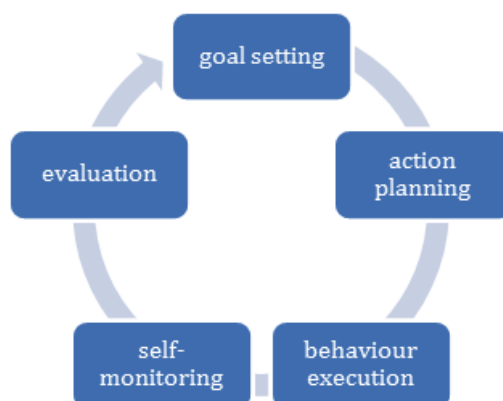 goal setting
action
planning
behaviour
execution
self-
monitoring
evaluation